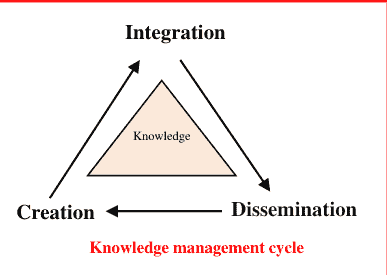 Integration
Knowledge
Creation
Dissemination
Knowledge management cycle